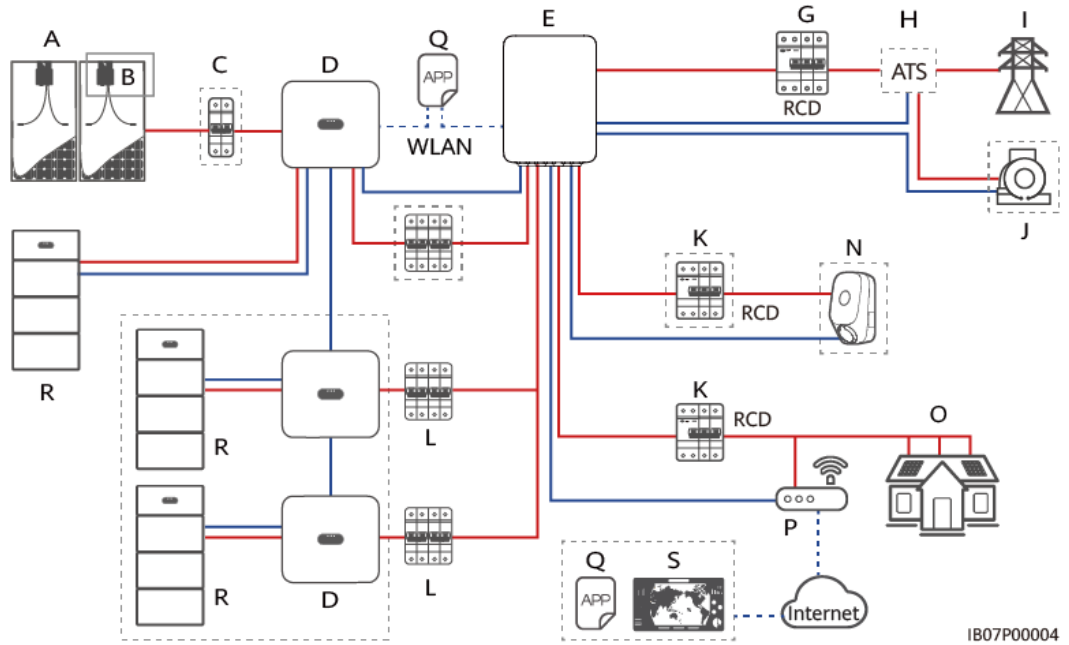 A
B
C
D
Q
APP
WLAN
E
G
RCD
H
ATS
I
J
K
RCD
N
R
R
L
K
RCD
O
P
R
D
L
Q
APP
S
Internet
IB07P00004